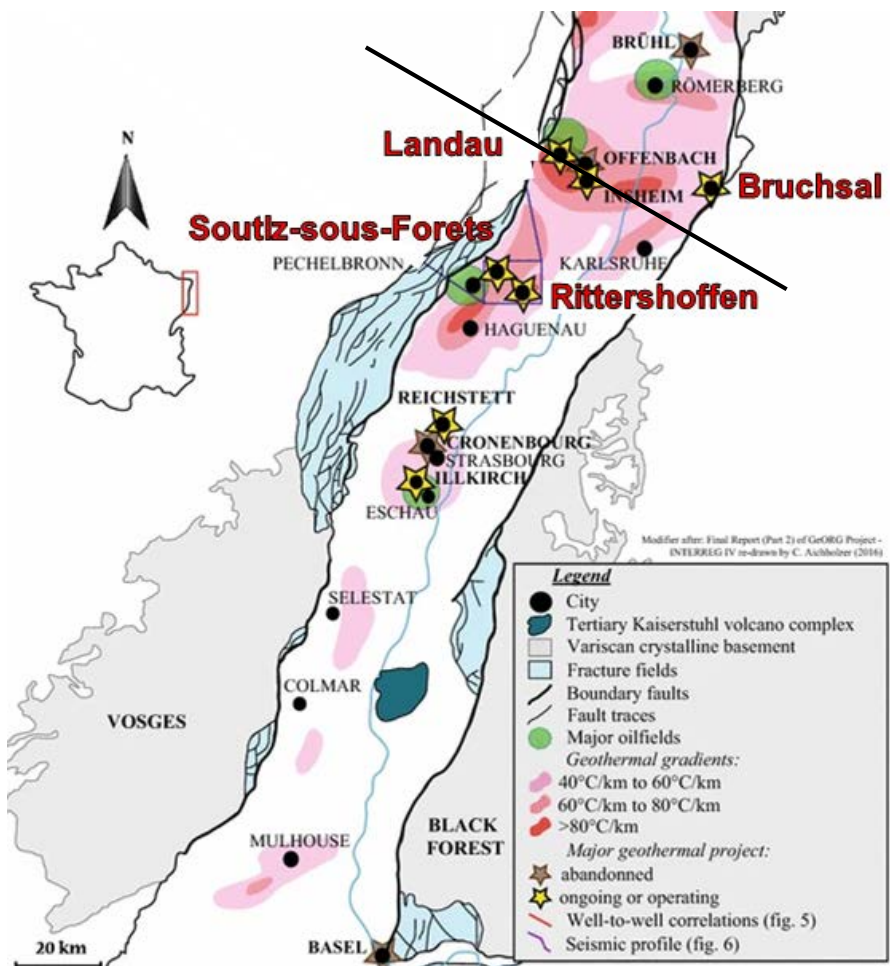 BRÜHL
RÖMERBERG
Landau
OFFENBACH
INSHEIM
Bruchsal
N
Soutlz-sous-Forets
PECHELBRONN
KARLSRUHE
Rittershoffen
HAGUENAU
REICHSTETT
CRONENBOURG
STRASBOURG
ILLKIRCH
ESCHAU
Modifier after: Final Report (Part 2) of GeORG Project -
INTERREG IV re-drawn by C. Aichholzer (2016)
SELESTAT
COLMAR
VOSGES
MULHOUSE
BLACK
FOREST
BASEL
20 km
Legend
City
Tertiary Kaiserstuhl volcano complex
Variscan crystalline basement
Fracture fields
Boundary faults
Fault traces
Major oilfields
Geothermal gradients:
40°C/km to 60°C/km
60°C/km to 80°C/km
>80°C/km
Major geothermal project:
abandonned
ongoing or operating
Well-to-well correlations (fig. 5)
Seismic profile (fig. 6)